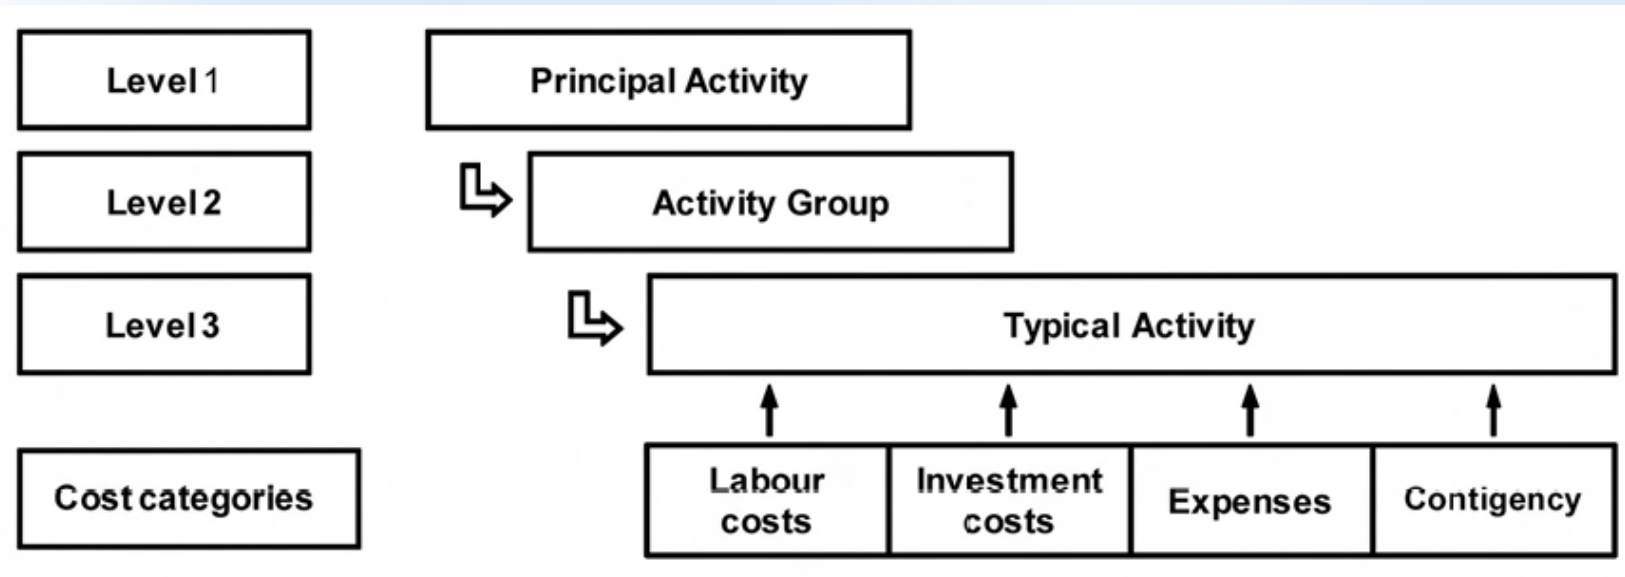 Level 1
Principal Activity
Level 2
Activity Group
Level 3
Typical Activity
Cost categories
Labour
costs
Investment
costs
Expenses
Contigency